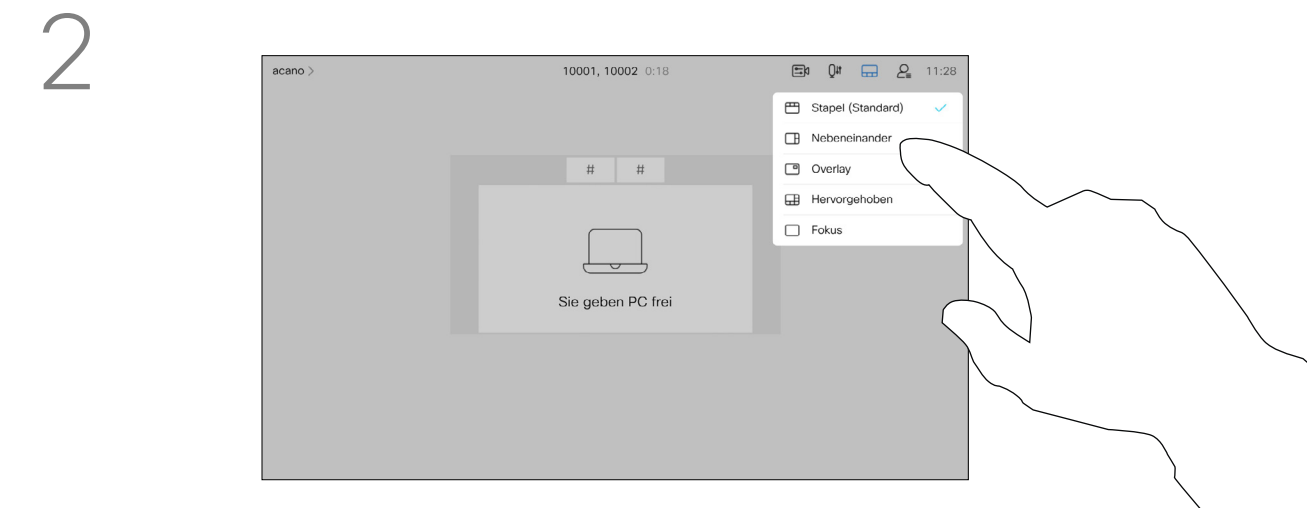 2
acano > 10001, 10002 0:18 11:28
Stapel (Standard)
Nebeneinander
Overlay
Hervorgehoben
Fokus
# #
Sie geben PC frei